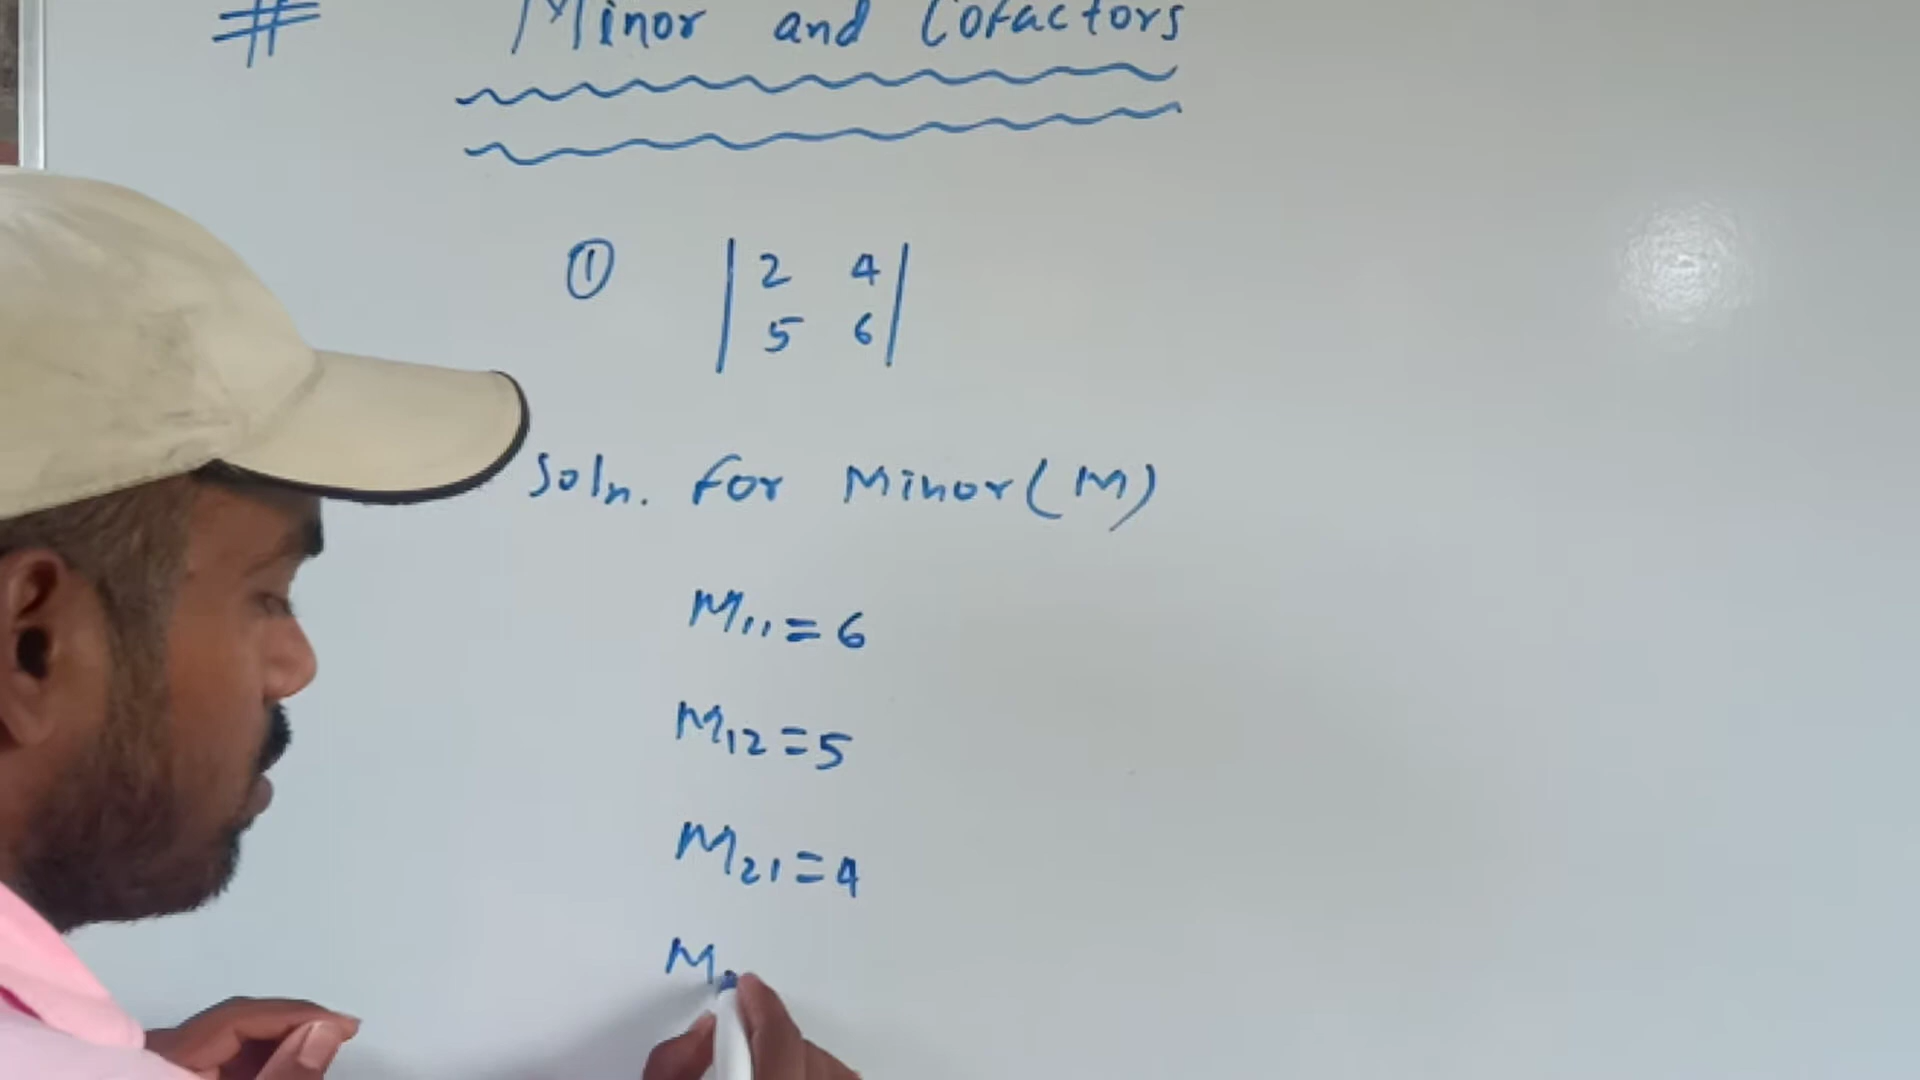 # Minor and Cofactors
① | 2 4 |
| 5 6 |
Soln. for Minor (M)
M₁₁ = 6
M₁₂ = 5
M₂₁ = 4
M